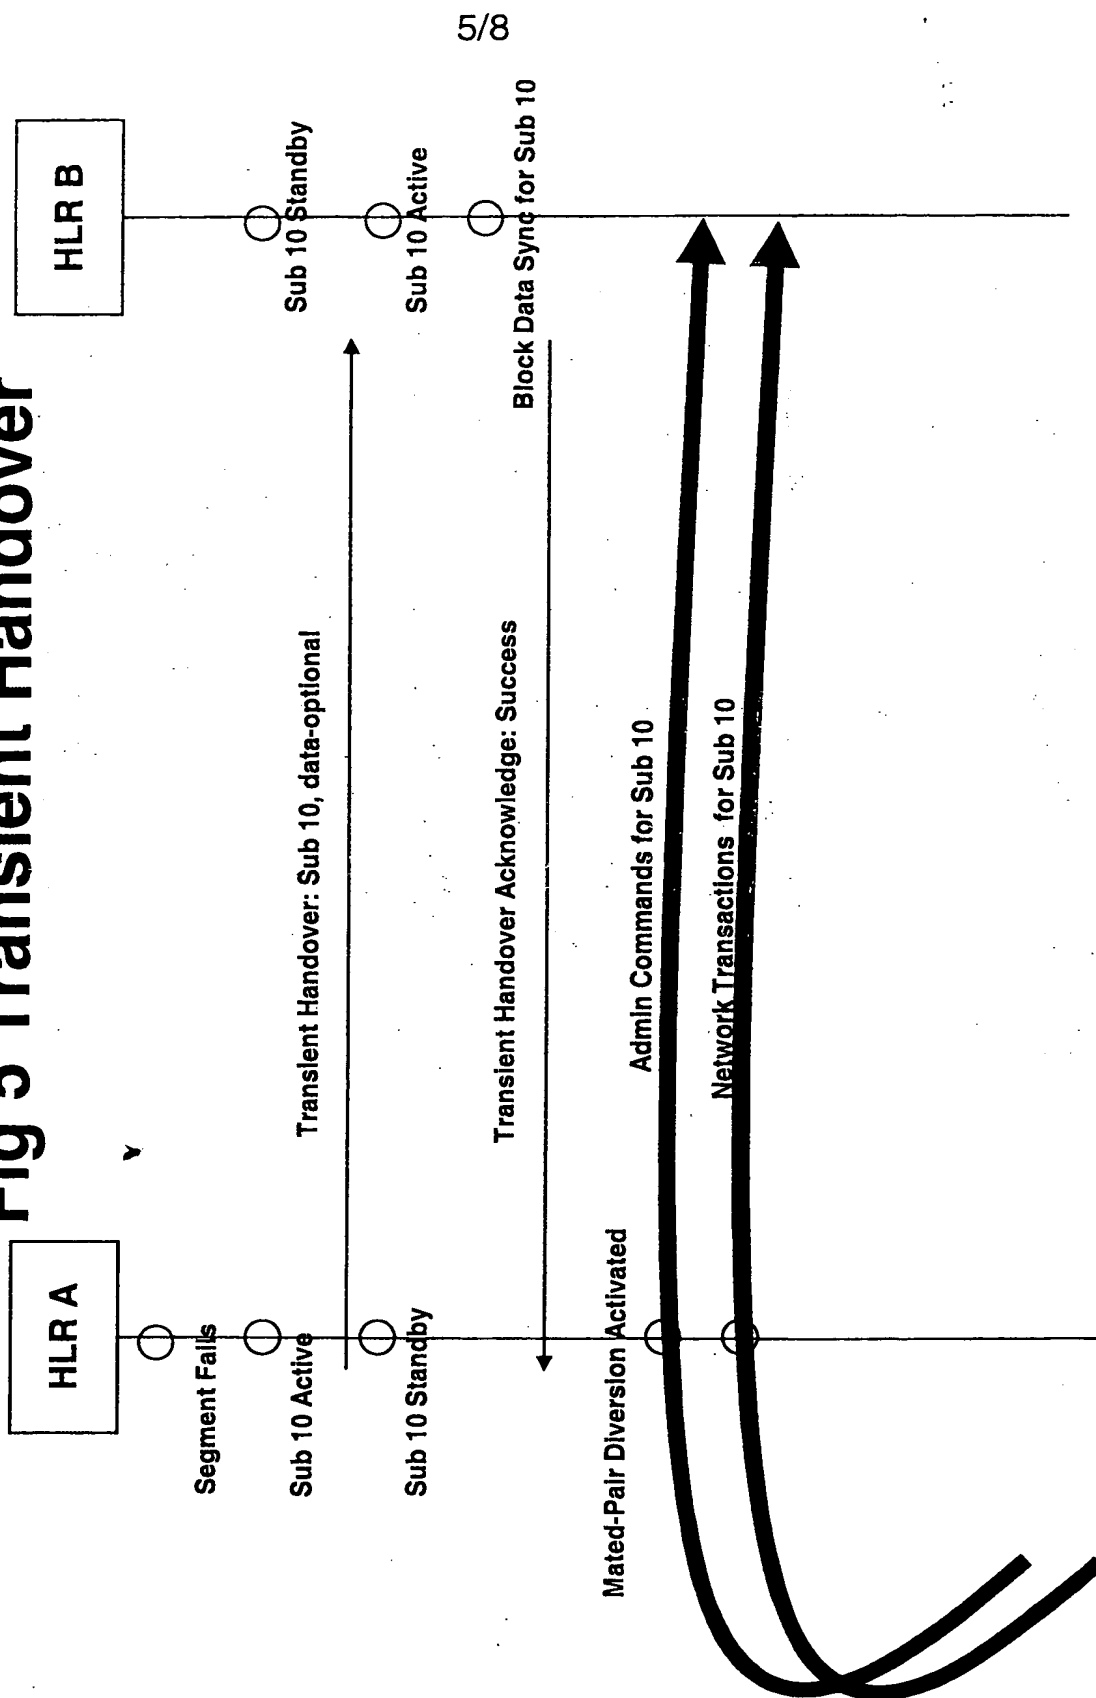 5/8
Fig 5 Transient Handover
HLR A
HLR B
Segment Fails
Sub 10 Active
Sub 10 Standby
Transient Handover: Sub 10, data-optional
Sub 10 Standby
Sub 10 Active
Block Data Sync for Sub 10
Transient Handover Acknowledge: Success
Mated-Pair Diversion Activated
Admin Commands for Sub 10
Network Transactions for Sub 10